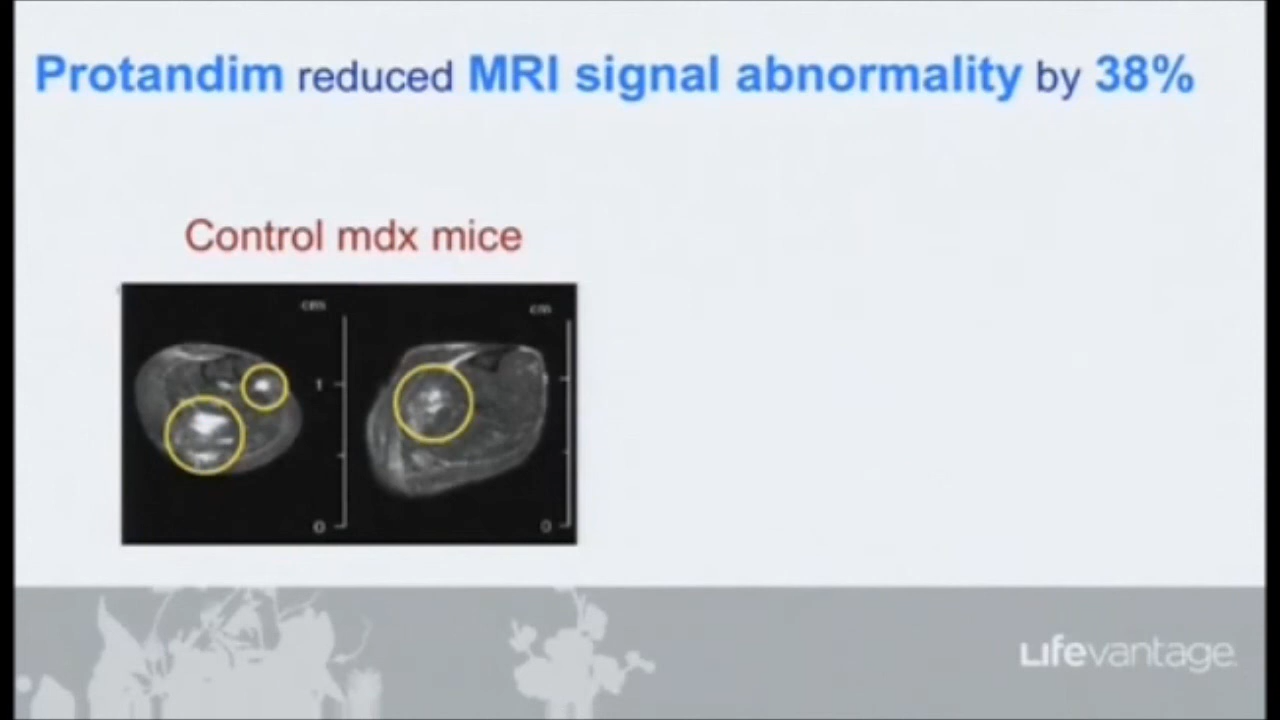 Protandim reduced MRI signal abnormality by 38%
Control mdx mice
cm
cm
1
0
0
Lifevantage.